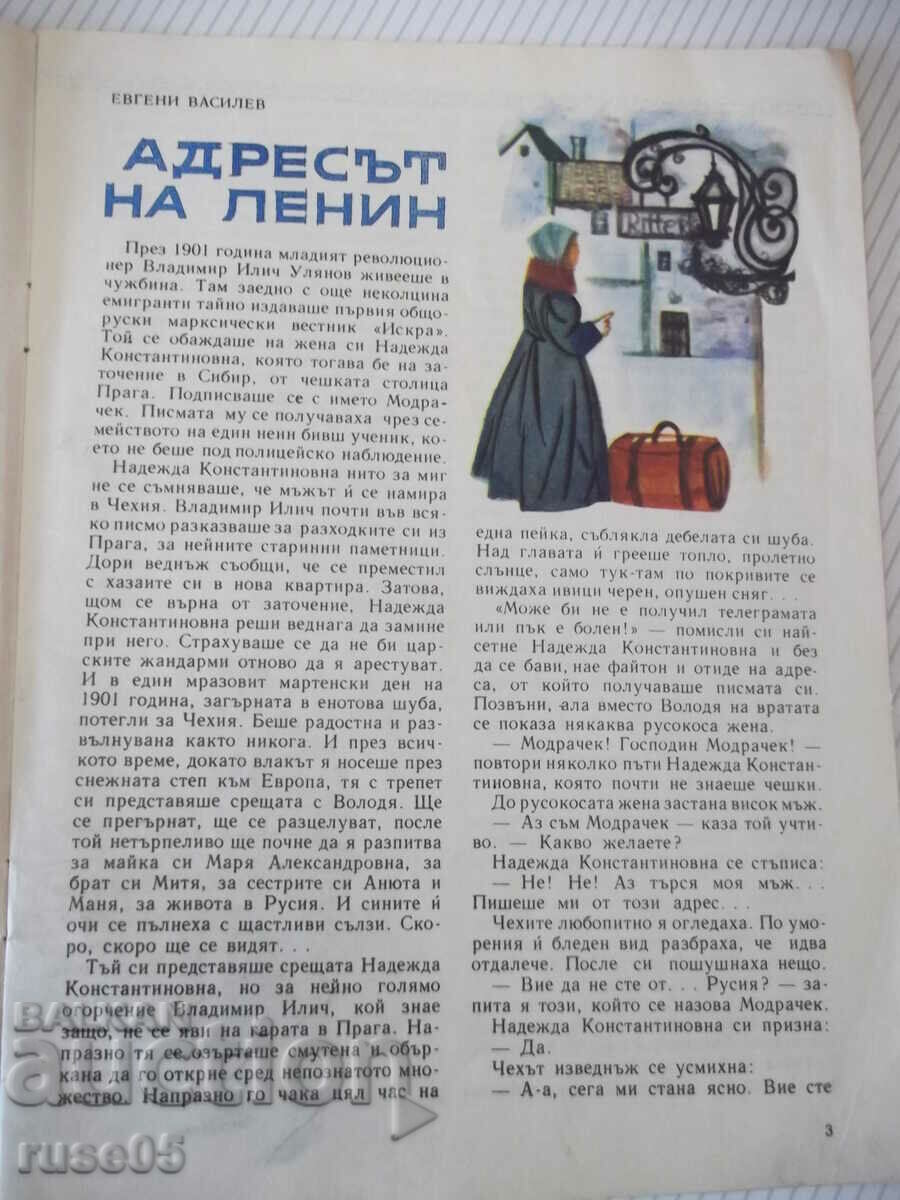 ЕВГЕНИ ВАСИЛЕВ
АДРЕСЪТ
НА ЛЕНИН
През 1901 година младият революцио-
нер Владимир Илич Улянов живееше в
чужбина. Там заедно с още неколцина
емигранти тайно издаваше първия общо-
руски марксически вестник «Искра».
Той се обаждаше на жена си Надежда
Константиновна, която тогава бе на за-
точение в Сибир, от чешката столица
Прага. Подписваше се с името Модра-
чек. Писмата му се получаваха чрез се-
мейството на един неин бивш ученик, ко-
ето не беше под полицейско наблюдение.
Надежда Константиновна нито за миг
не се съмняваше, че мъжът ѝ се намира
в Чехия. Владимир Илич почти във вся-
ко писмо разказваше за разходките си из
Прага, за нейните старинни паметници.
Дори веднъж съобщи, че се преместил
с хазаите си в нова квартира. Затова,
щом се върна от заточение, Надежда
Константиновна реши веднага да замине
при него. Страхуваше се да не би цар-
ските жандарми отново да я арестуват.
И в един мразовит мартенски ден на
1901 година, загърната в енотова шуба,
потегли за Чехия. Беше радостна и раз-
вълнувана както никога. И през всич-
кото време, докато влакът я носеше през
снежната степ към Европа, тя с трепет
си представяше срещата с Володя. Ще
се прегърнат, ще се разцелуват, после
той нетърпеливо ще почне да я разпитва
за майка си Маря Александровна, за
брат си Митя, за сестрите си Анюта и
Маня, за живота в Русия. И сините ѝ
очи се пълнеха с щастливи сълзи. Ско-
ро, скоро ще се видят. . .
Тъй си представяше срещата Надежда
Константиновна, но за нейно голямо
огорчение Владимир Илич, кой знае
защо, не се яви на гарата в Прага. На-
празно тя се озърташе смутена и обър-
кана да го открие сред непознатото мно-
жество. Напразно го чака цял час на
Ritter
една пейка, съблякла дебелата си шуба.
Над главата ѝ грееше топло, пролетно
слънце, само тук-там по покривите се
виждаха ивици черен, опушен сняг. . .
«Може би не е получил телеграмата
или пък е болен!» — помисли си най-
сетне Надежда Константиновна и без
да се бави, нае файтон и отиде на адре-
са, от който получаваше писмата си.
Позвъни, ала вместо Володя на вратата
се показа някаква русокоса жена.
— Модрачек! Господин Модрачек! —
повтори няколко пъти Надежда Констан-
тиновна, която почти не знаеше чешки.
До русокосата жена застана висок мъж.
— Аз съм Модрачек — каза той учти-
во. — Какво желаете?
Надежда Константиновна се стъписа:
— Не! Не! Аз търся моя мъж. . .
Пишеше ми от този адрес. . .
Чехите любопитно я огледаха. По умо-
рения ѝ бледен вид разбраха, че идва
отдалече. После си пошушнаха нещо.
— Вие да не сте от. . . Русия? — за-
пита я този, който се назова Модрачек.
Надежда Константиновна си призна:
— Да.
Чехът изведнъж се усмихна:
— А-а, сега ми стана ясно. Вие сте
3
BALKAN
auction
ruse05